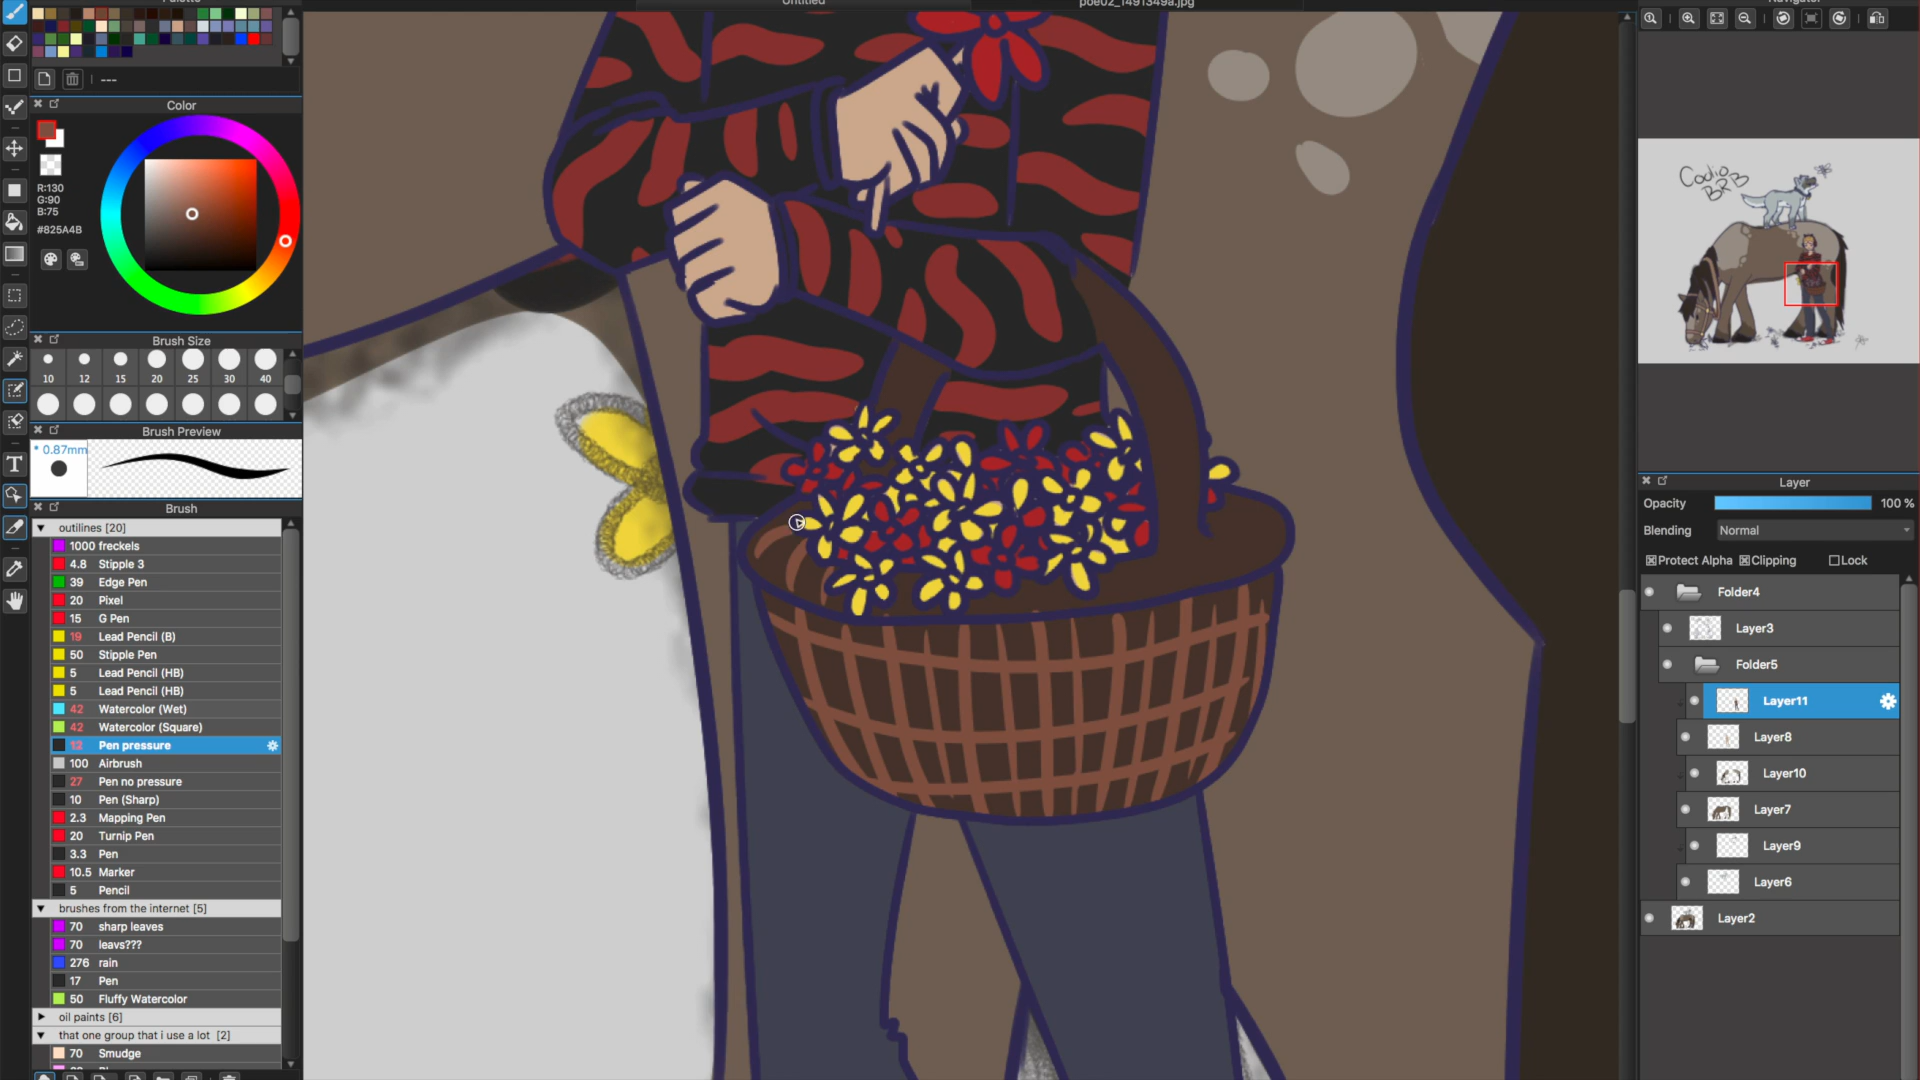 Palette
Untitled
poe02_1491349a.jpg
Navigator
---
Color
R:130
G:90
B:75
#825A4B
Brush Size
10 12 15 20 25 30 40
Brush Preview
* 0.87mm
Brush
outilines [20]
1000 freckels
4.8 Stipple 3
39 Edge Pen
20 Pixel
15 G Pen
19 Lead Pencil (B)
50 Stipple Pen
5 Lead Pencil (HB)
5 Lead Pencil (HB)
42 Watercolor (Wet)
42 Watercolor (Square)
12 Pen pressure
100 Airbrush
27 Pen no pressure
10 Pen (Sharp)
2.3 Mapping Pen
20 Turnip Pen
3.3 Pen
10.5 Marker
5 Pencil
brushes from the internet [5]
70 sharp leaves
70 leavs???
276 rain
17 Pen
50 Fluffy Watercolor
oil paints [6]
that one group that i use a lot [2]
70 Smudge
BRB
Layer
Opacity 100 %
Blending Normal
Protect Alpha Clipping Lock
Folder4
Layer3
Folder5
Layer11
Layer8
Layer10
Layer7
Layer9
Layer6
Layer2
T